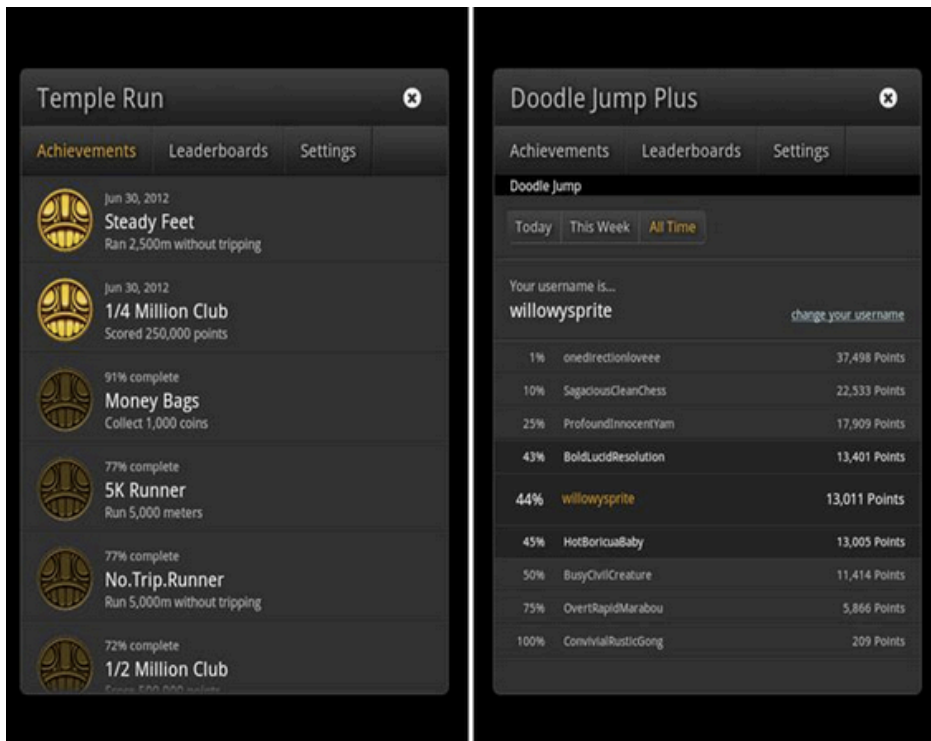 Temple Run
Achievements Leaderboards Settings
Jun 30, 2012
Steady Feet
Ran 2,500m without tripping
Jun 30, 2012
1/4 Million Club
Scored 250,000 points
91% complete
Money Bags
Collect 1,000 coins
77% complete
5K Runner
Run 5,000 meters
77% complete
No.Trip.Runner
Run 5,000m without tripping
72% complete
1/2 Million Club
Score 500,000 points
Doodle Jump Plus
Achievements Leaderboards Settings
Doodle Jump
Today This Week All Time
Your username is...
willowysprite change your username
1% onedirectionloveee 37,498 Points
10% SagaciousCleanChess 22,533 Points
25% ProfoundInnocentYam 17,909 Points
43% BoldLucidResolution 13,401 Points
44% willowysprite 13,011 Points
45% HotBoricuaBaby 13,005 Points
50% BusyCivilCreature 11,414 Points
75% OvertRapidMarabou 5,866 Points
100% ConvivialRusticGong 209 Points